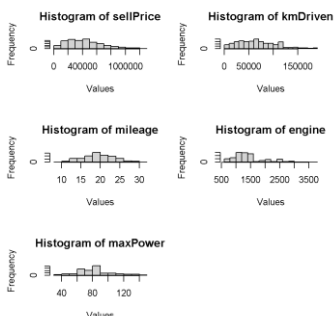 Histogram of sellPrice
Frequency
0
0 400000 1000000
Values
Histogram of kmDriven
Frequency
0
0 50000 150000
Values
Histogram of mileage
Frequency
0
10 15 20 25 30
Values
Histogram of engine
Frequency
0
500 1500 2500 3500
Values
Histogram of maxPower
Frequency
0
40 80 120
Values